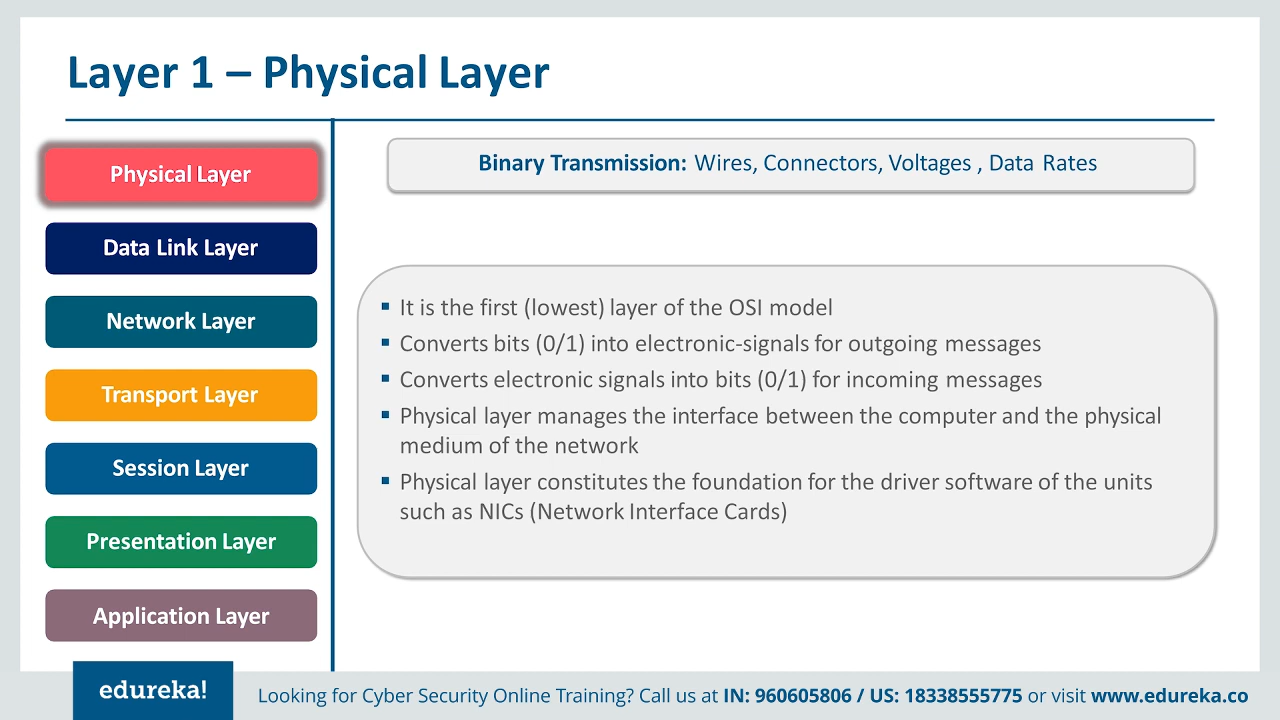 Layer 1 – Physical Layer
Physical Layer
Data Link Layer
Network Layer
Transport Layer
Session Layer
Presentation Layer
Application Layer
Binary Transmission: Wires, Connectors, Voltages , Data Rates
▪ It is the first (lowest) layer of the OSI model
▪ Converts bits (0/1) into electronic-signals for outgoing messages
▪ Converts electronic signals into bits (0/1) for incoming messages
▪ Physical layer manages the interface between the computer and the physical
medium of the network
▪ Physical layer constitutes the foundation for the driver software of the units
such as NICs (Network Interface Cards)
edureka!
Looking for Cyber Security Online Training? Call us at IN: 960605806 / US: 18338555775 or visit www.edureka.co